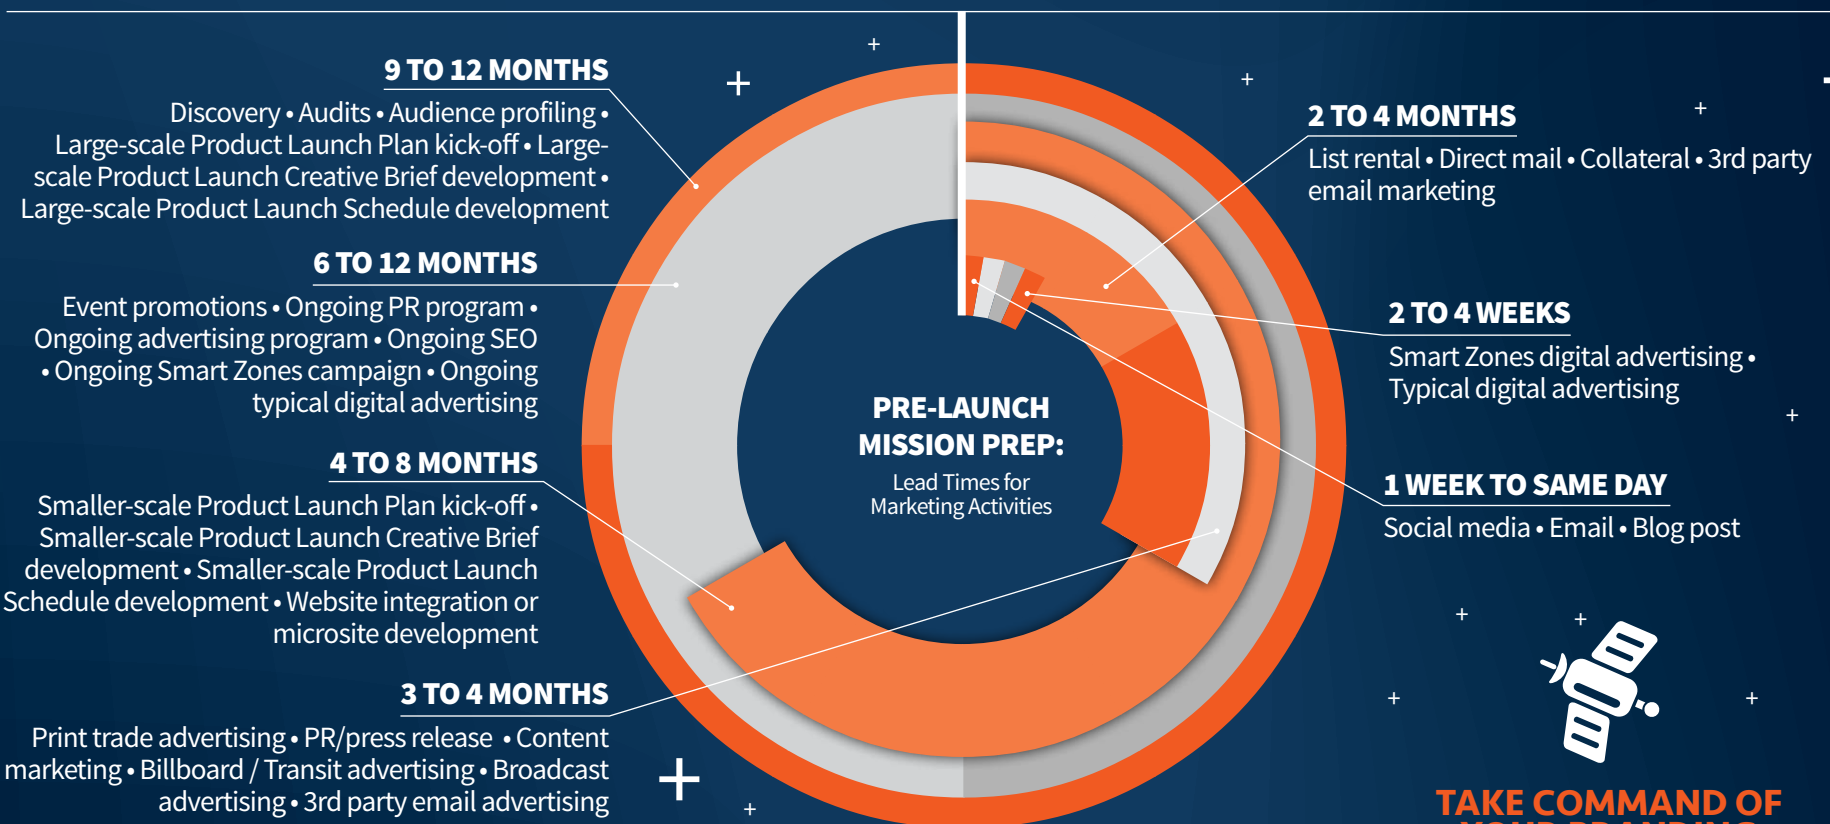 9 TO 12 MONTHS
Discovery • Audits • Audience profiling •
Large-scale Product Launch Plan kick-off • Large-
scale Product Launch Creative Brief development •
Large-scale Product Launch Schedule development
6 TO 12 MONTHS
Event promotions • Ongoing PR program •
Ongoing advertising program • Ongoing SEO
• Ongoing Smart Zones campaign • Ongoing
typical digital advertising
4 TO 8 MONTHS
Smaller-scale Product Launch Plan kick-off •
Smaller-scale Product Launch Creative Brief
development • Smaller-scale Product Launch
Schedule development • Website integration or
microsite development
3 TO 4 MONTHS
Print trade advertising • PR/press release • Content
marketing • Billboard / Transit advertising • Broadcast
advertising • 3rd party email advertising
PRE-LAUNCH
MISSION PREP:
Lead Times for
Marketing Activities
2 TO 4 MONTHS
List rental • Direct mail • Collateral • 3rd party
email marketing
2 TO 4 WEEKS
Smart Zones digital advertising •
Typical digital advertising
1 WEEK TO SAME DAY
Social media • Email • Blog post
TAKE COMMAND OF
YOUR BRANDING